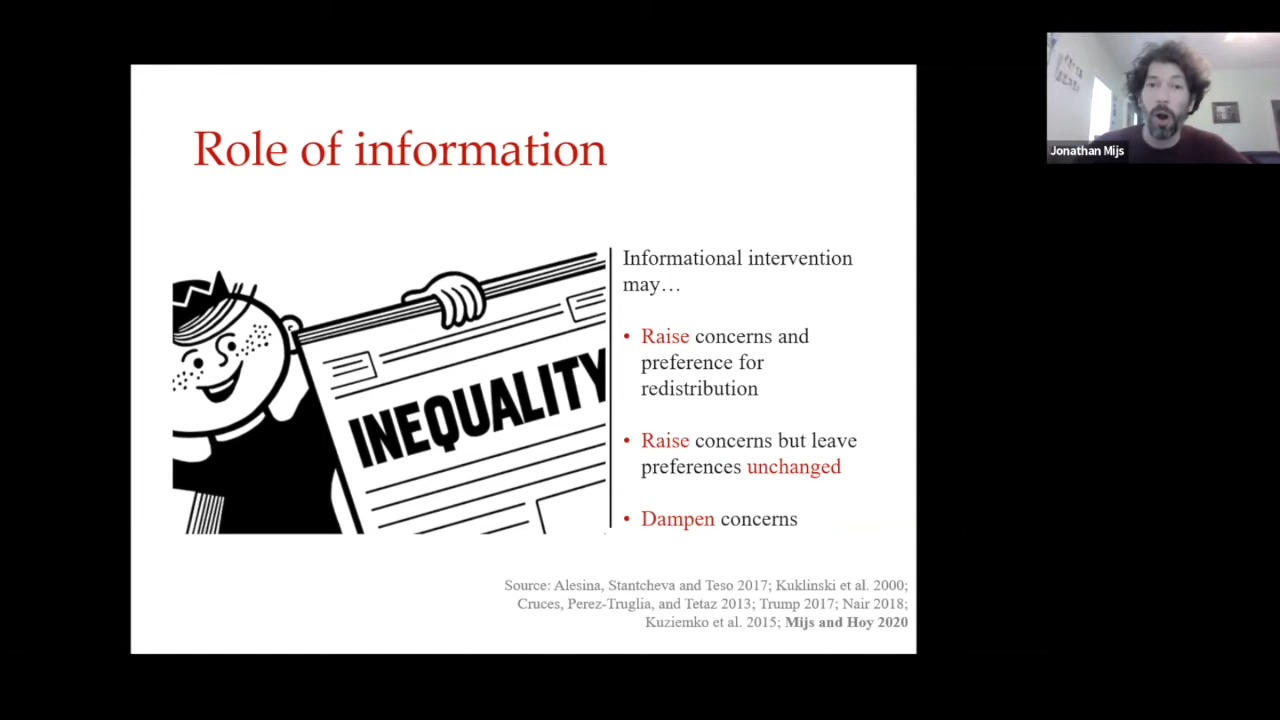 Role of information
INEQUALITY
Informational intervention
may…
• Raise concerns and
preference for
redistribution
• Raise concerns but leave
preferences unchanged
• Dampen concerns
Source: Alesina, Stantcheva and Teso 2017; Kuklinski et al. 2000;
Cruces, Perez-Truglia, and Tetaz 2013; Trump 2017; Nair 2018;
Kuziemko et al. 2015; Mijs and Hoy 2020
Jonathan Mijs